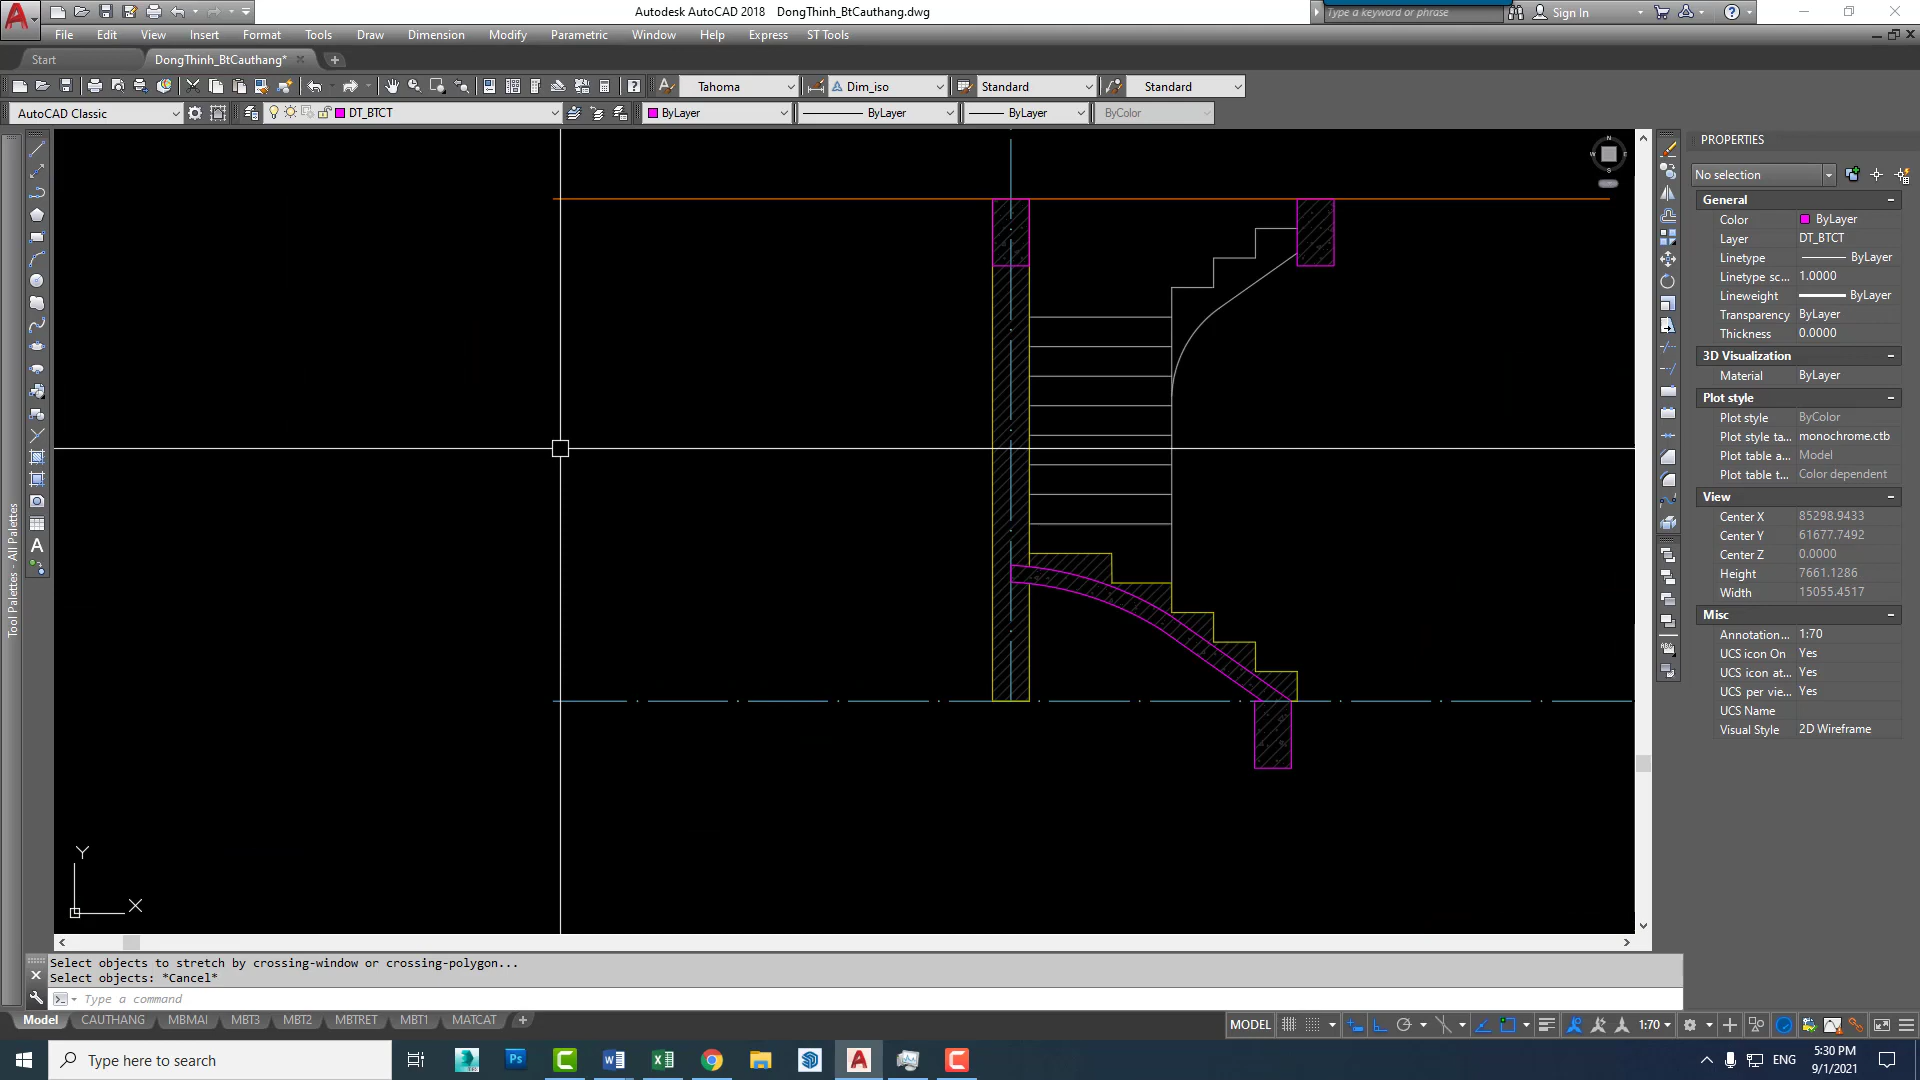 Autodesk AutoCAD 2018 DongThinh_BtCauthang.dwg
Type a keyword or phrase
Sign In
File Edit View Insert Format Tools Draw Dimension Modify Parametric Window Help Express ST Tools
Start DongThinh_BtCauthang*
Tahoma Dim_iso Standard Standard
AutoCAD Classic DT_BTCT ByLayer ByLayer ByLayer ByColor
N
W
S
PROPERTIES
No selection
General
Color ByLayer
Layer DT_BTCT
Linetype ByLayer
Linetype sc... 1.0000
Lineweight ByLayer
Transparency ByLayer
Thickness 0.0000
3D Visualization
Material ByLayer
Plot style
Plot style ByColor
Plot style ta... monochrome.ctb
Plot table a... Model
Plot table t... Color dependent
View
Center X 85298.9433
Center Y 61677.7492
Center Z 0.0000
Height 7661.1286
Width 15055.4517
Misc
Annotation... 1:70
UCS icon On Yes
UCS icon at... Yes
UCS per vie... Yes
UCS Name
Visual Style 2D Wireframe
Tool Palettes - All Palettes
A
Y
X
Select objects to stretch by crossing-window or crossing-polygon...
Select objects: *Cancel*
Type a command
Model CAUTHANG MBMAI MBT3 MBT2 MBTRET MBT1 MATCAT
MODEL 1:70
Type here to search
ENG
5:30 PM
9/1/2021